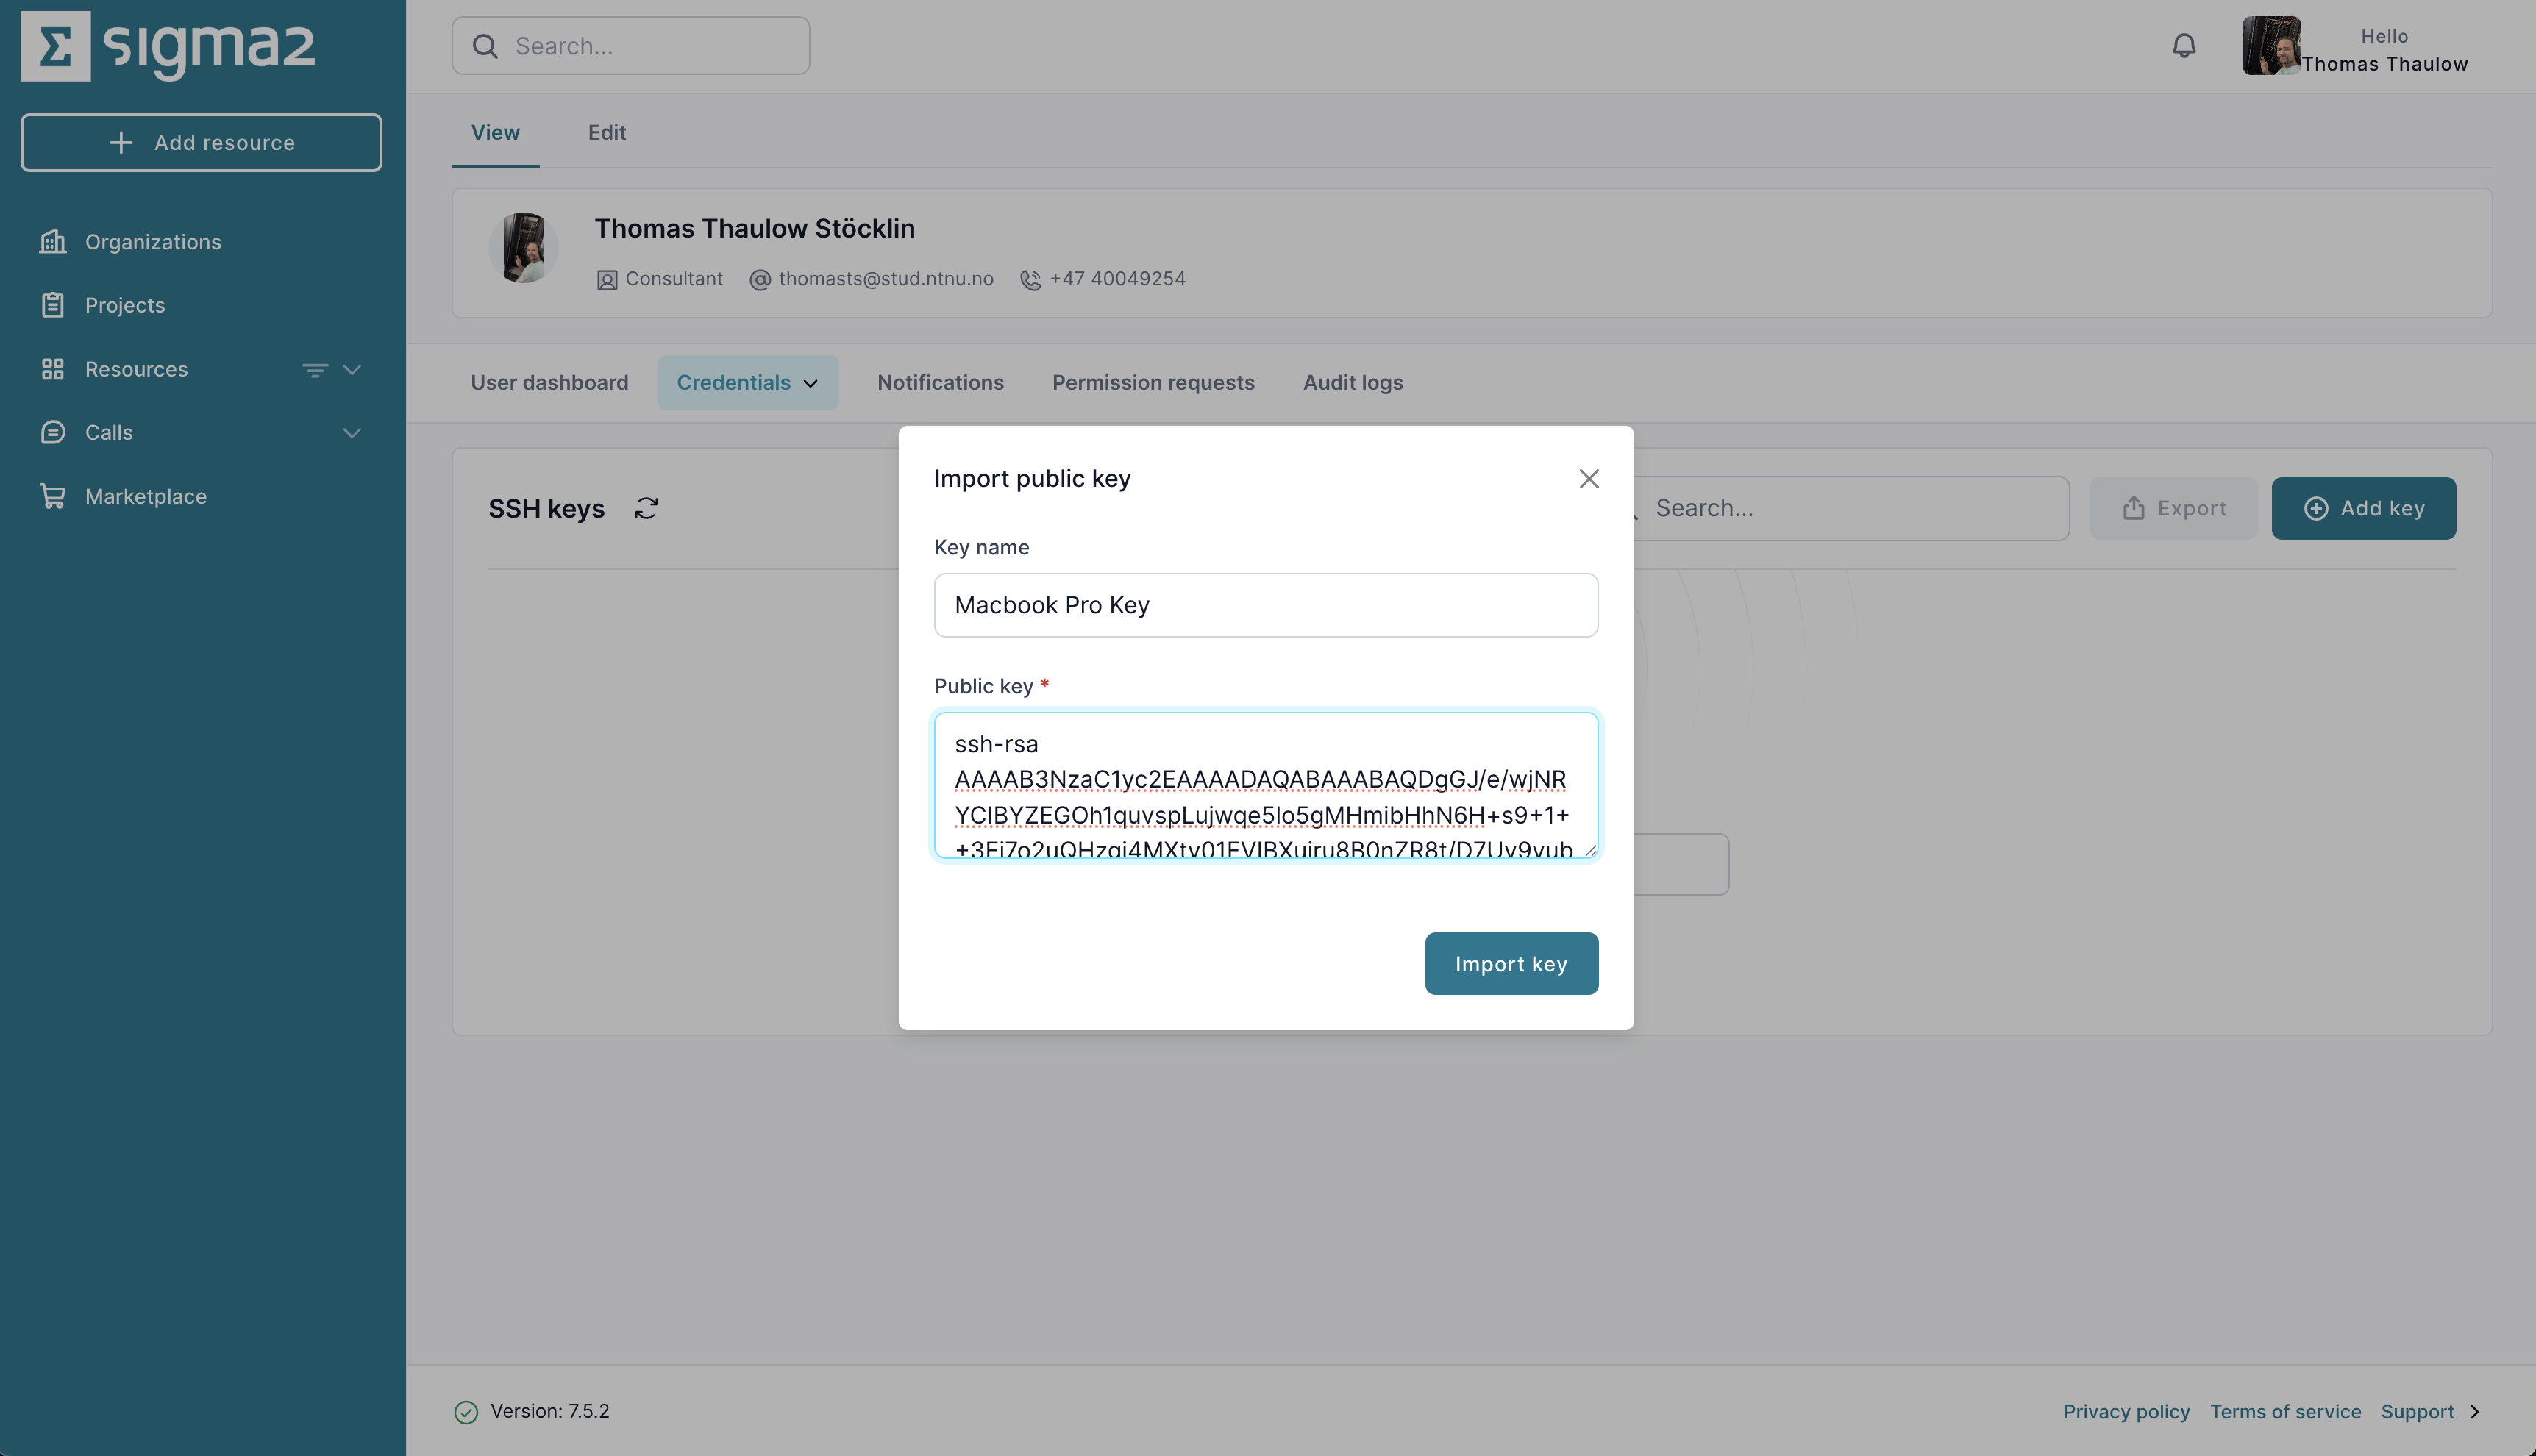 Σ sigma2
Search...
Hello
Thomas Thaulow
Add resource
View
Edit
Organizations
Projects
Resources
Calls
Marketplace
Thomas Thaulow Stöcklin
Consultant thomasts@stud.ntnu.no +47 40049254
User dashboard
Credentials
Notifications
Permission requests
Audit logs
SSH keys
Search...
Export
Add key
Import public key
Key name
Macbook Pro Key
Public key *
ssh-rsa
AAAAB3NzaC1yc2EAAAADAQABAAABAQDgGJ/e/wjNR
YCIBYZEGOh1quvspLujwqe5lo5gMHmibHhN6H+s9+1+
Import key
Version: 7.5.2
Privacy policy
Terms of service
Support